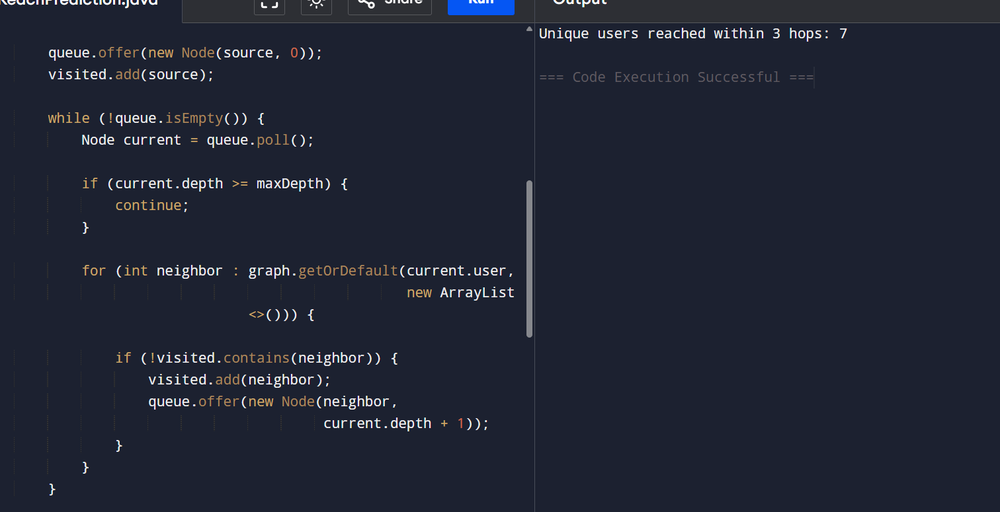 ReachPrediction.java
Share
Run
Output
queue.offer(new Node(source, 0));
visited.add(source);
while (!queue.isEmpty()) {
Node current = queue.poll();
if (current.depth >= maxDepth) {
continue;
}
for (int neighbor : graph.getOrDefault(current.user,
new ArrayList
<>())) {
if (!visited.contains(neighbor)) {
visited.add(neighbor);
queue.offer(new Node(neighbor,
current.depth + 1));
}
}
}
Unique users reached within 3 hops: 7
=== Code Execution Successful ===